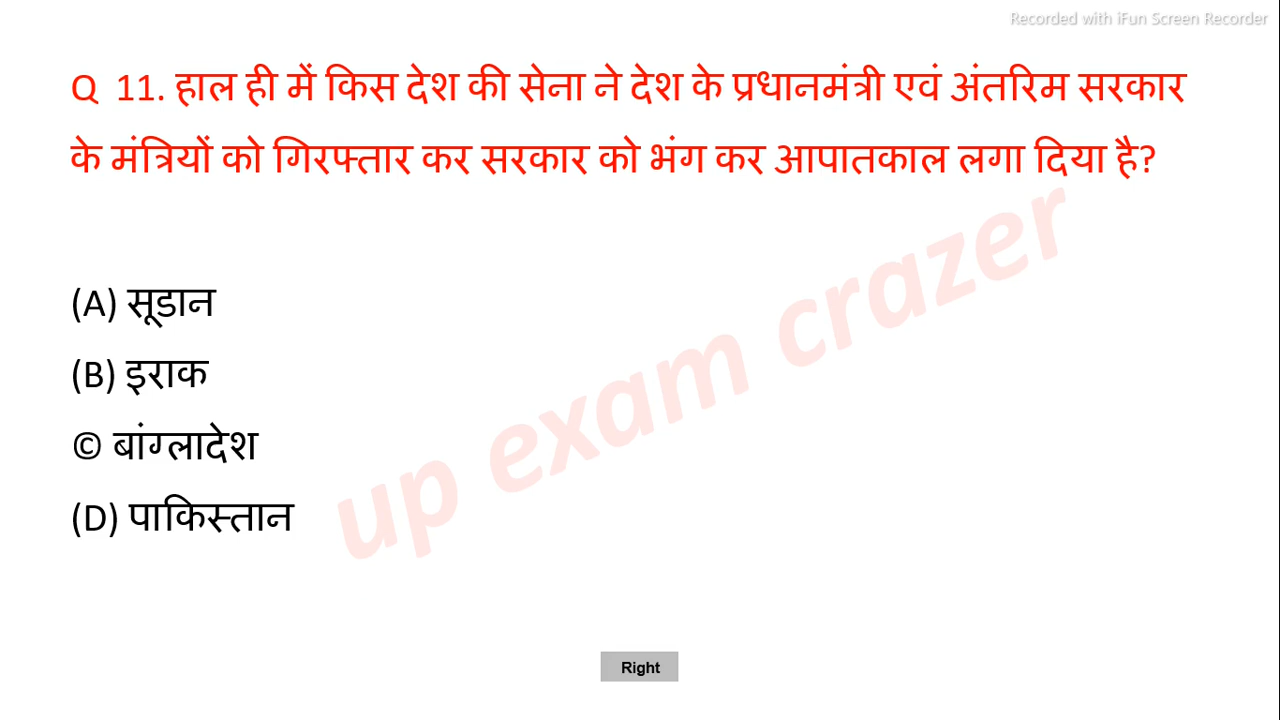 Recorded with iFun Screen Recorder
Q 11. हाल ही में किस देश की सेना ने देश के प्रधानमंत्री एवं अंतरिम सरकार
के मंत्रियों को गिरफ्तार कर सरकार को भंग कर आपातकाल लगा दिया है?
(A) सूडान
(B) इराक
© बांग्लादेश
(D) पाकिस्तान
up exam crazer
Right